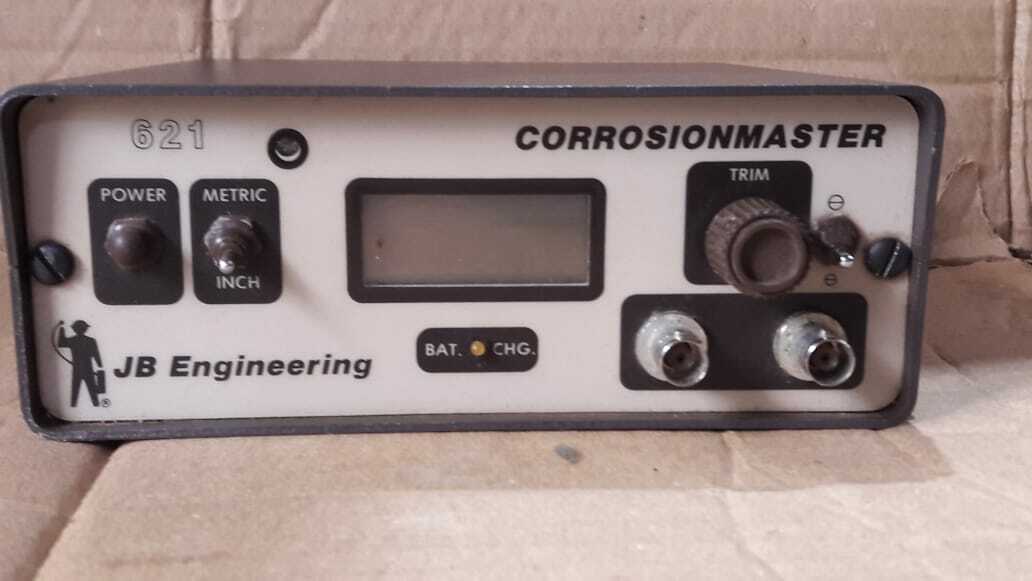 621
CORROSIONMASTER
POWER
METRIC
INCH
TRIM
BAT. CHG.
JB Engineering
®